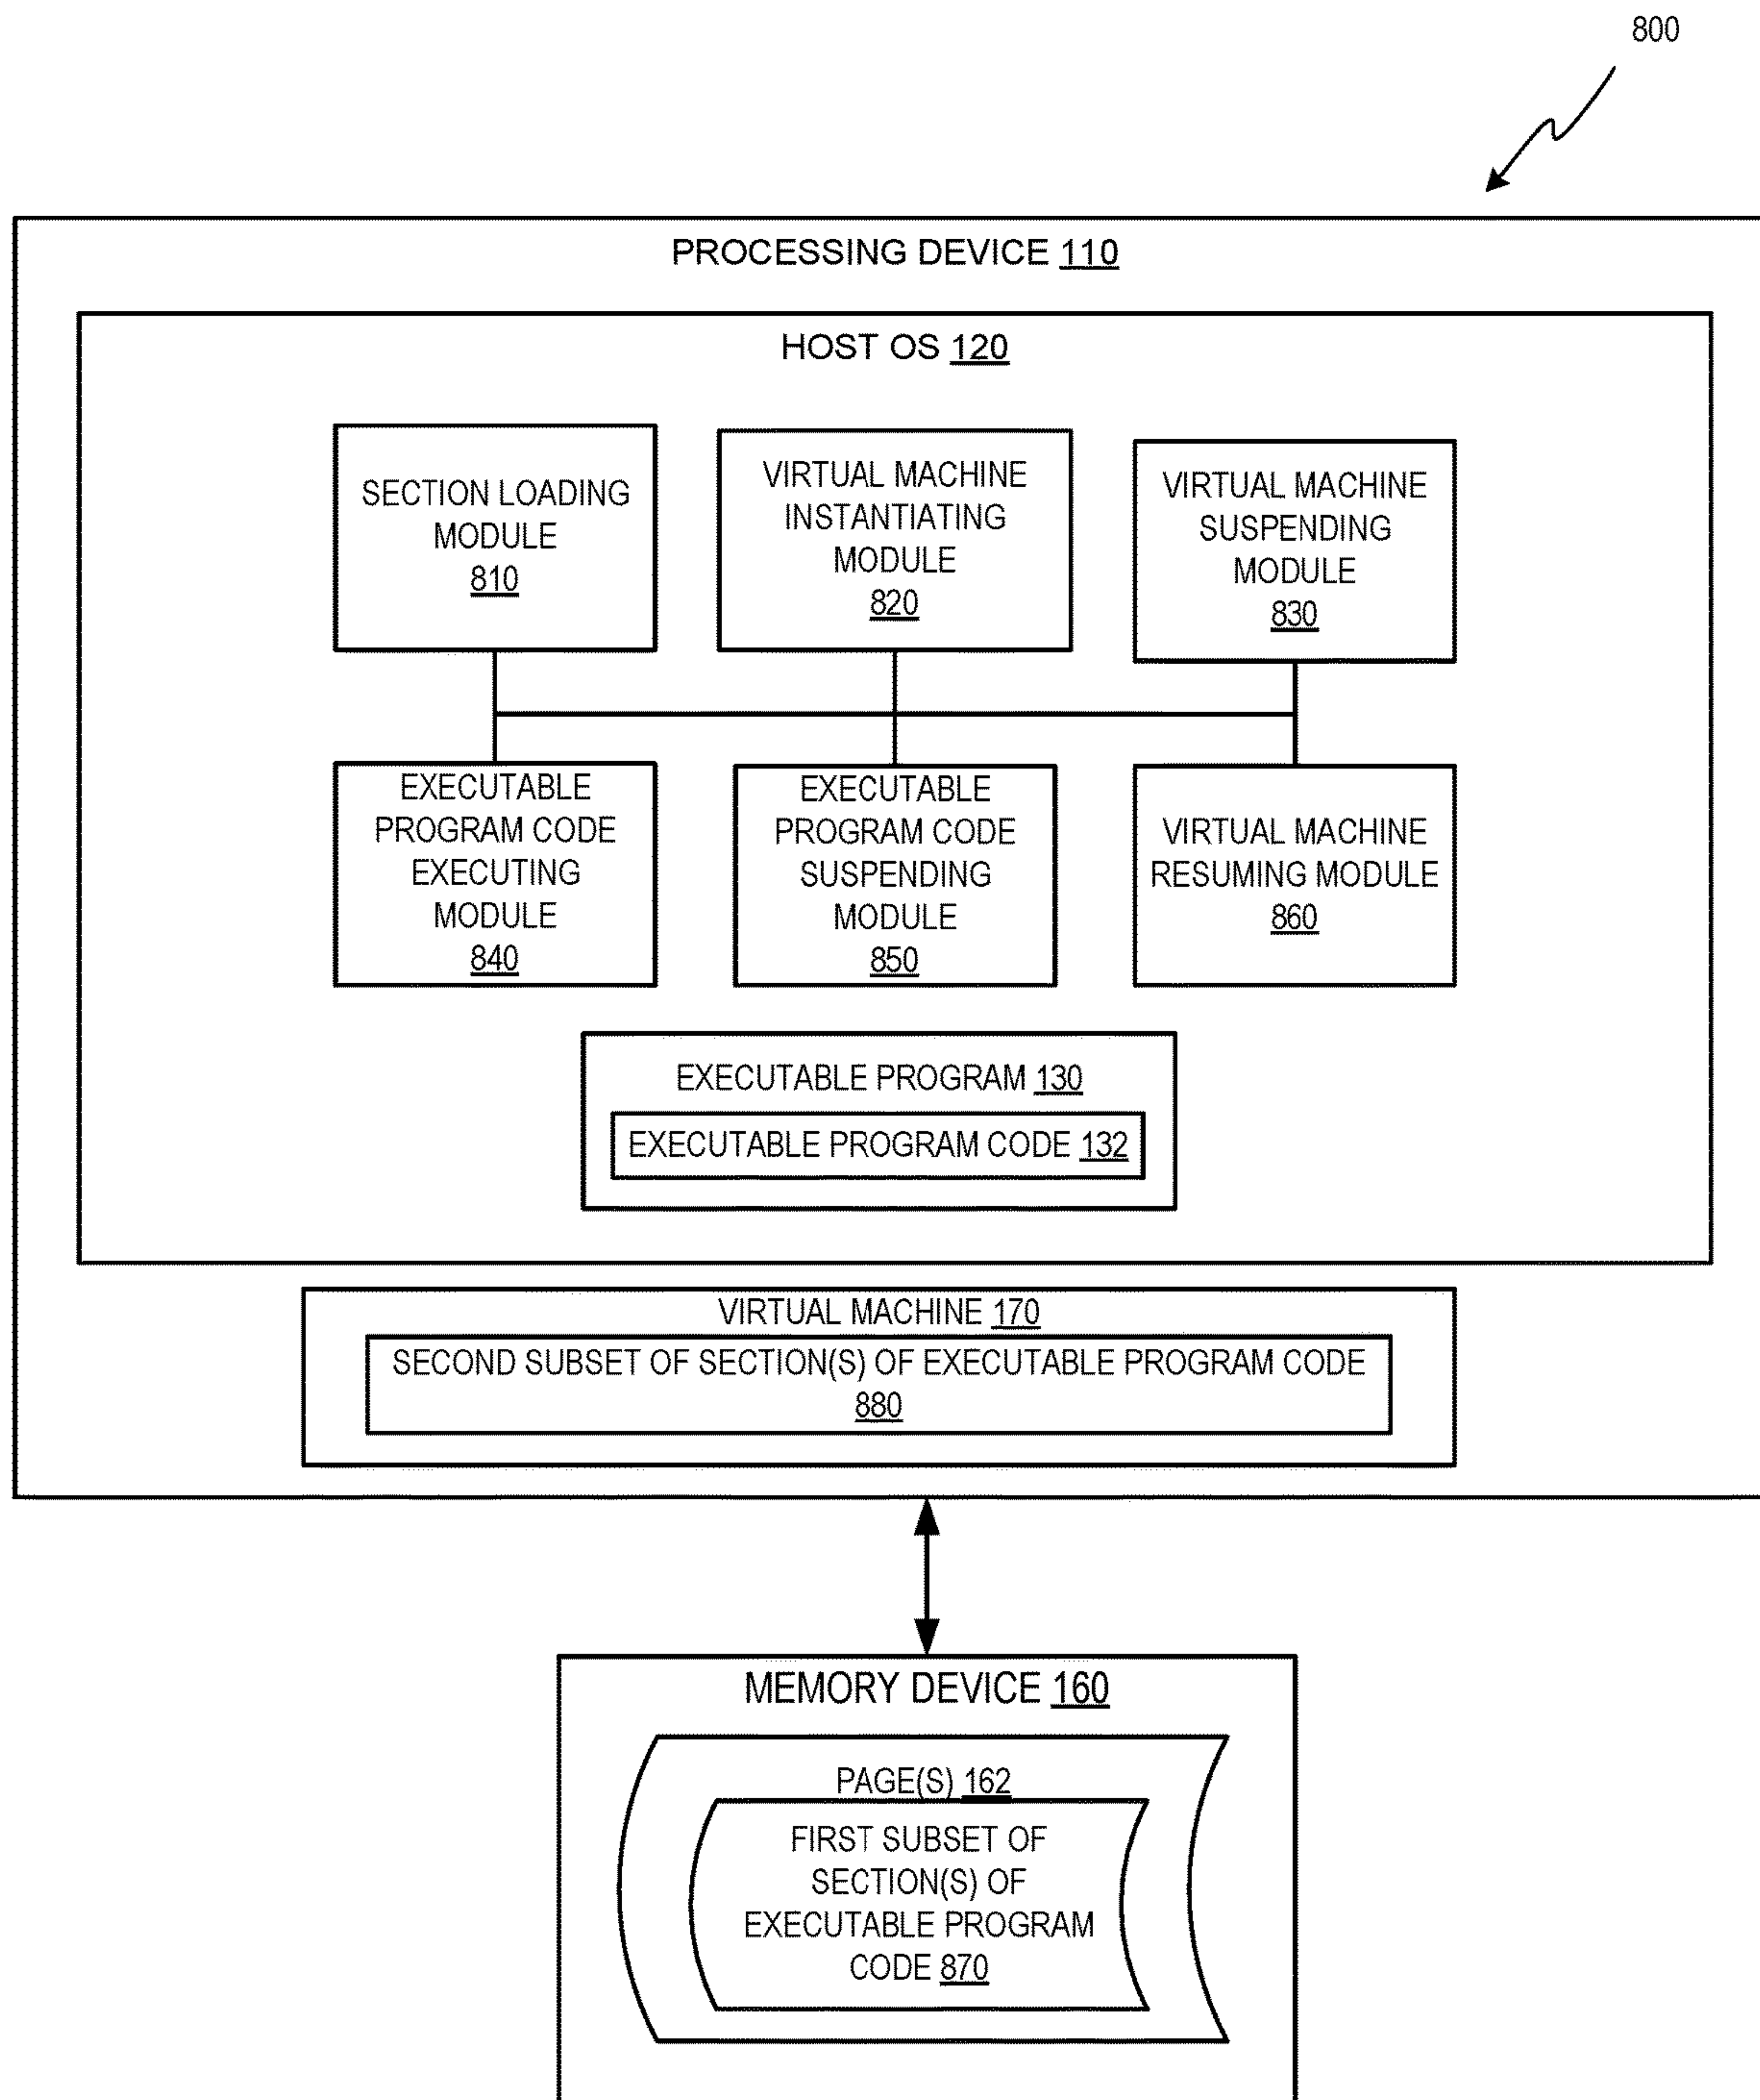 800
PROCESSING DEVICE 110
HOST OS 120
SECTION LOADING
MODULE
810
VIRTUAL MACHINE
INSTANTIATING
MODULE
820
VIRTUAL MACHINE
SUSPENDING
MODULE
830
EXECUTABLE
PROGRAM CODE
EXECUTING
MODULE
840
EXECUTABLE
PROGRAM CODE
SUSPENDING
MODULE
850
VIRTUAL MACHINE
RESUMING MODULE
860
EXECUTABLE PROGRAM 130
EXECUTABLE PROGRAM CODE 132
VIRTUAL MACHINE 170
SECOND SUBSET OF SECTION(S) OF EXECUTABLE PROGRAM CODE
880
MEMORY DEVICE 160
PAGE(S) 162
FIRST SUBSET OF
SECTION(S) OF
EXECUTABLE PROGRAM
CODE 870